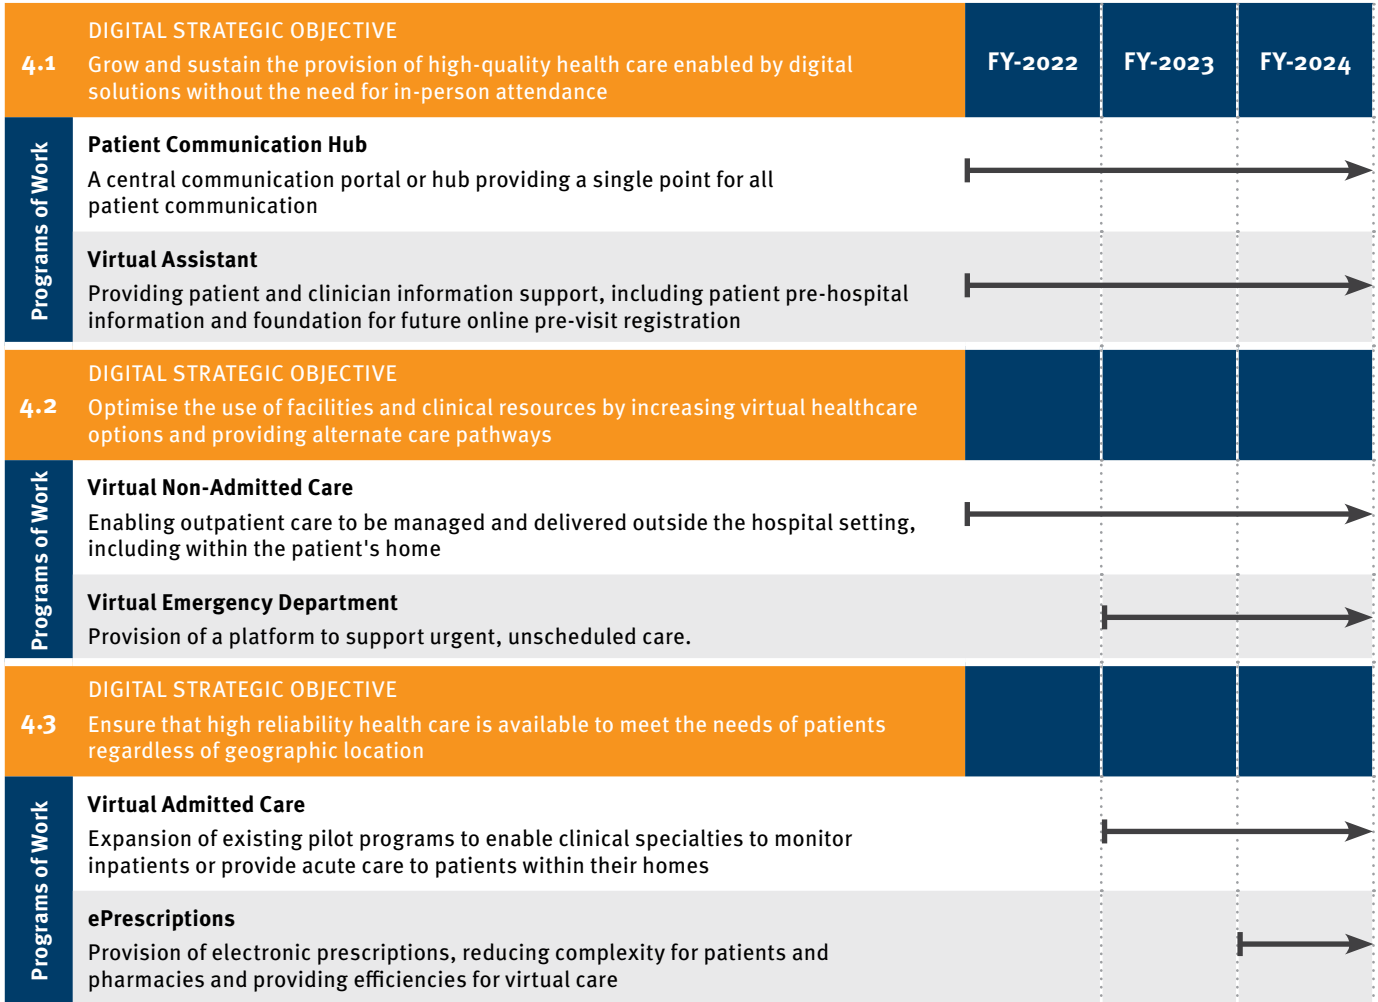 DIGITAL STRATEGIC OBJECTIVE
4.1
Grow and sustain the provision of high-quality health care enabled by digital
solutions without the need for in-person attendance
FY-2022
FY-2023
FY-2024
Programs of Work
Patient Communication Hub
A central communication portal or hub providing a single point for all
patient communication
Virtual Assistant
Providing patient and clinician information support, including patient pre-hospital
information and foundation for future online pre-visit registration
DIGITAL STRATEGIC OBJECTIVE
4.2
Optimise the use of facilities and clinical resources by increasing virtual healthcare
options and providing alternate care pathways
Programs of Work
Virtual Non-Admitted Care
Enabling outpatient care to be managed and delivered outside the hospital setting,
including within the patient's home
Virtual Emergency Department
Provision of a platform to support urgent, unscheduled care.
DIGITAL STRATEGIC OBJECTIVE
4.3
Ensure that high reliability health care is available to meet the needs of patients
regardless of geographic location
Programs of Work
Virtual Admitted Care
Expansion of existing pilot programs to enable clinical specialties to monitor
inpatients or provide acute care to patients within their homes
ePrescriptions
Provision of electronic prescriptions, reducing complexity for patients and
pharmacies and providing efficiencies for virtual care